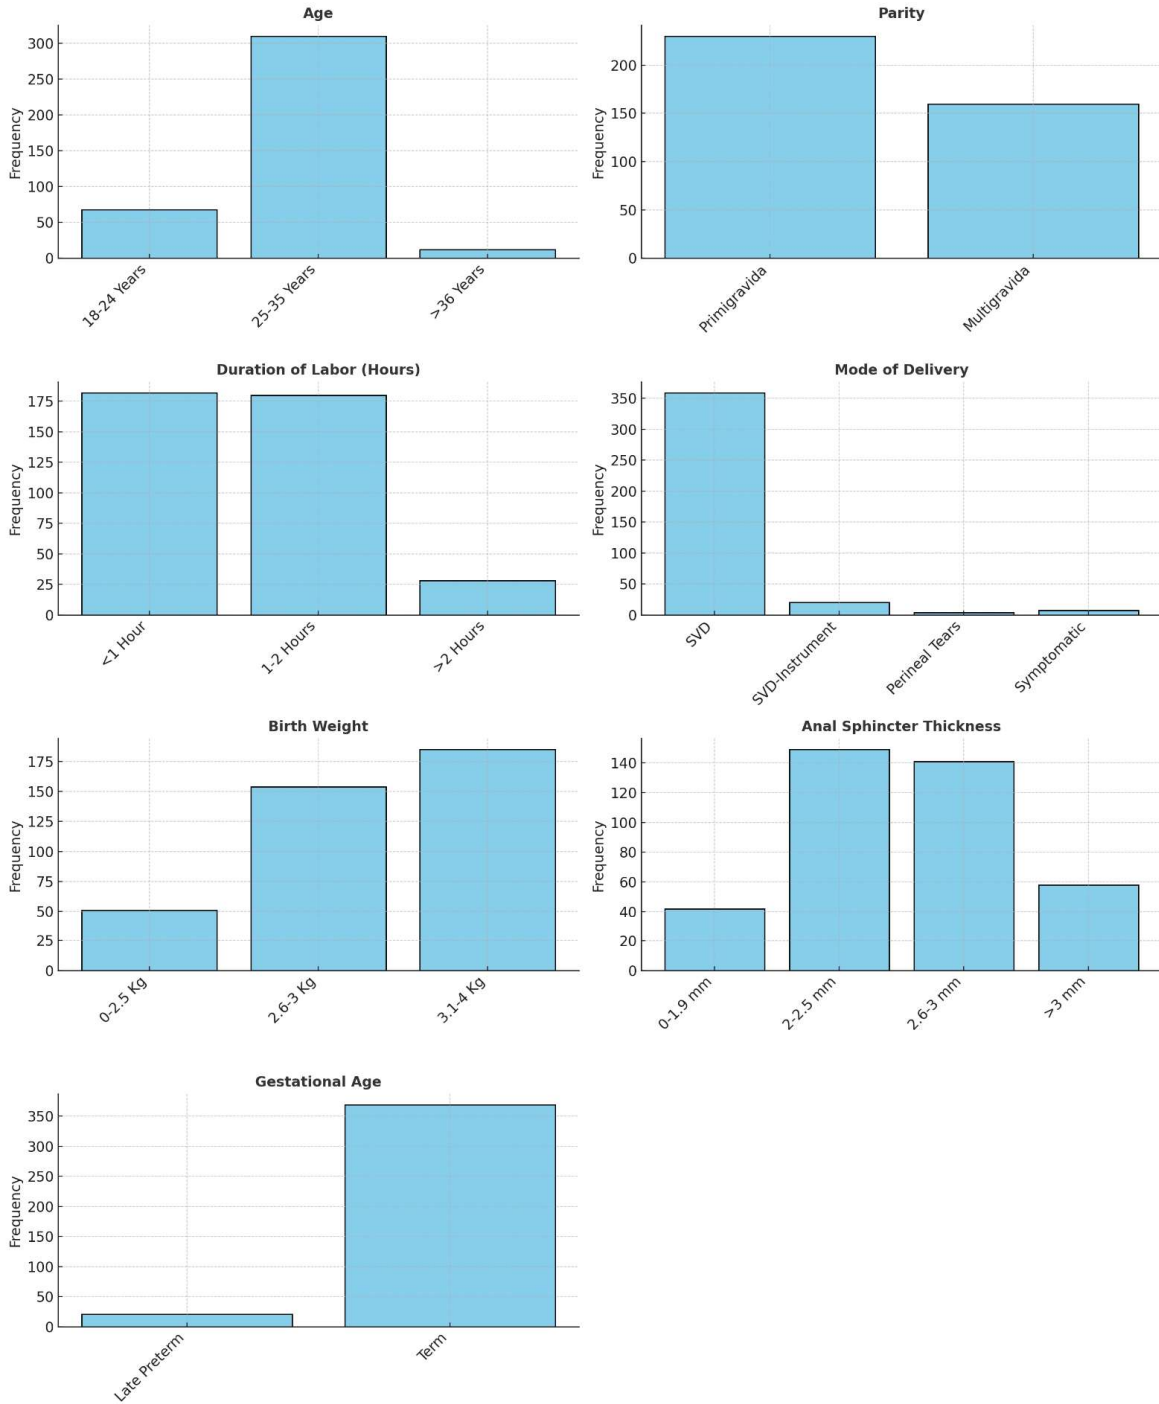 Age
Frequency
300
250
200
150
100
50
0
18-24 Years
25-35 Years
>36 Years
Parity
Frequency
200
150
100
50
0
Primigravida
Multigravida
Duration of Labor (Hours)
Frequency
175
150
125
100
75
50
25
0
<1 Hour
1-2 Hours
>2 Hours
Mode of Delivery
Frequency
350
300
250
200
150
100
50
0
SVD
SVD-Instrument
Perineal Tears
Symptomatic
Birth Weight
Frequency
175
150
125
100
75
50
25
0
0-2.5 Kg
2.6-3 Kg
3.1-4 Kg
Anal Sphincter Thickness
Frequency
140
120
100
80
60
40
20
0
0-1.9 mm
2-2.5 mm
2.6-3 mm
>3 mm
Gestational Age
Frequency
350
300
250
200
150
100
50
0
Late Preterm
Term